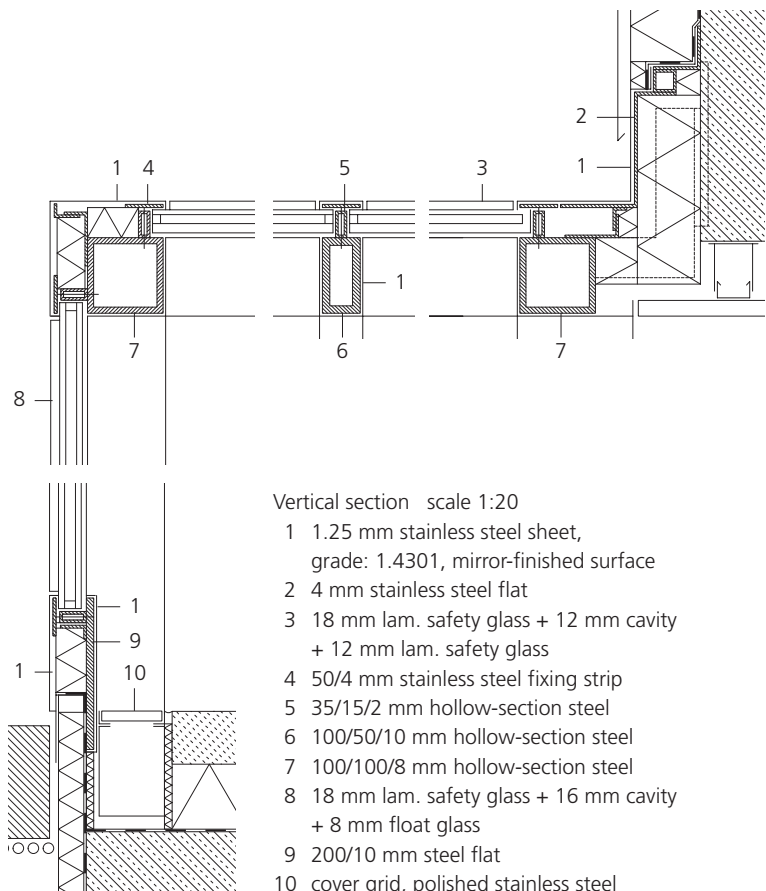 2
1
1 4 5 3
1
7 6 7
8
Vertical section scale 1:20
1 1.25 mm stainless steel sheet,
grade: 1.4301, mirror-finished surface
2 4 mm stainless steel flat
3 18 mm lam. safety glass + 12 mm cavity
+ 12 mm lam. safety glass
4 50/4 mm stainless steel fixing strip
5 35/15/2 mm hollow-section steel
6 100/50/10 mm hollow-section steel
7 100/100/8 mm hollow-section steel
8 18 mm lam. safety glass + 16 mm cavity
+ 8 mm float glass
9 200/10 mm steel flat
10 cover grid, polished stainless steel
1
9
1 10